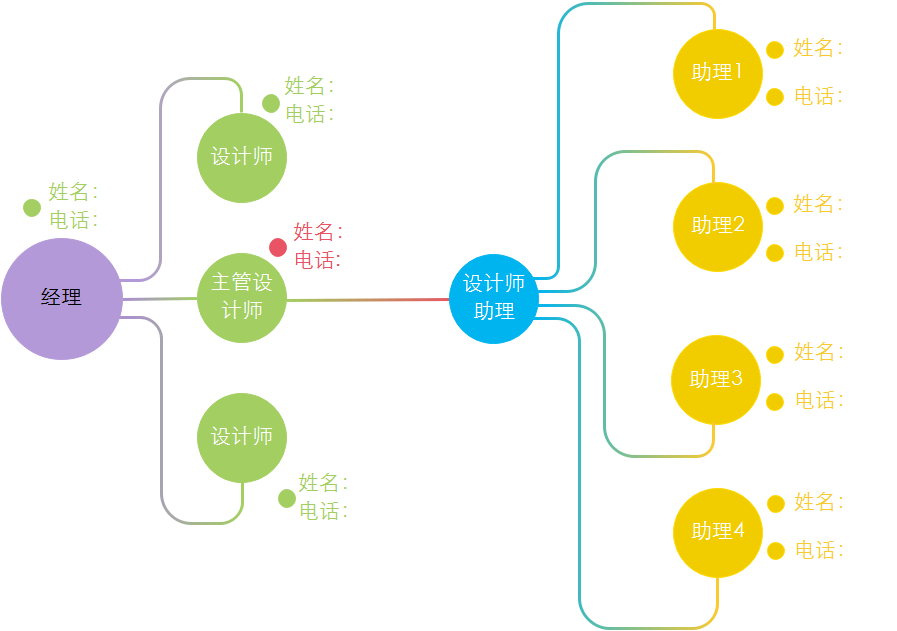 姓名：
电话：
经理
姓名：
电话：
设计师
姓名：
电话：
主管设
计师
设计师
姓名：
电话：
设计师
助理
助理1
姓名：
电话：
助理2
姓名：
电话：
助理3
姓名：
电话：
助理4
姓名：
电话：